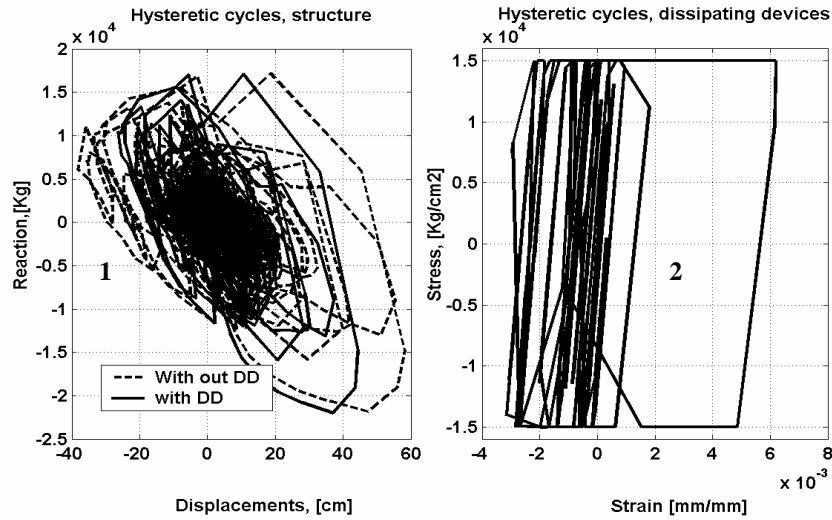 Hysteretic cycles, structure
x 10^4
2
1.5
1
0.5
0
-0.5
-1
-1.5
-2
-2.5
-40
-20
0
20
40
60
Reaction,[Kg]
1
With out DD
with DD
Displacements, [cm]
Hysteretic cycles, dissipating devices
x 10^4
1.5
1
0.5
0
-0.5
-1
-1.5
-4
-2
0
2
4
6
8
x 10^-3
Stress, [Kg/cm2]
2
Strain [mm/mm]